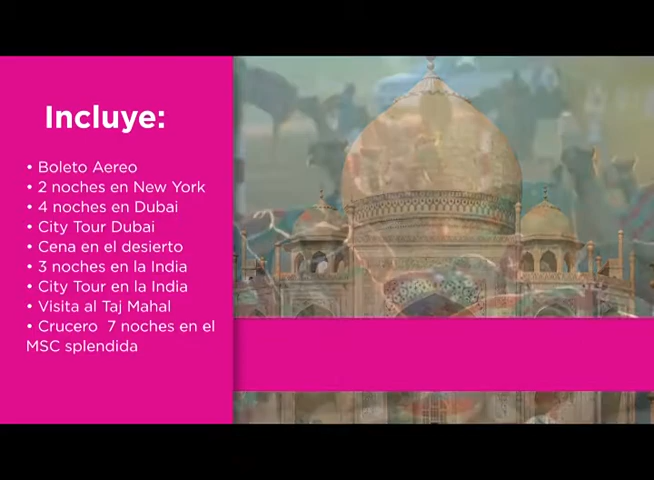 Incluye:
• Boleto Aereo
• 2 noches en New York
• 4 noches en Dubai
• City Tour Dubai
• Cena en el desierto
• 3 noches en la India
• City Tour en la India
• Visita al Taj Mahal
• Crucero 7 noches en el
MSC splendida